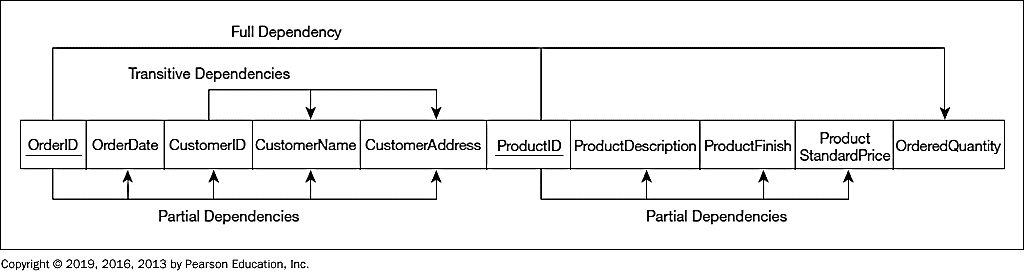 Full Dependency
Transitive Dependencies
OrderID OrderDate CustomerID CustomerName CustomerAddress ProductID ProductDescription ProductFinish Product StandardPrice OrderedQuantity
Partial Dependencies Partial Dependencies
Copyright © 2019, 2016, 2013 by Pearson Education, Inc.